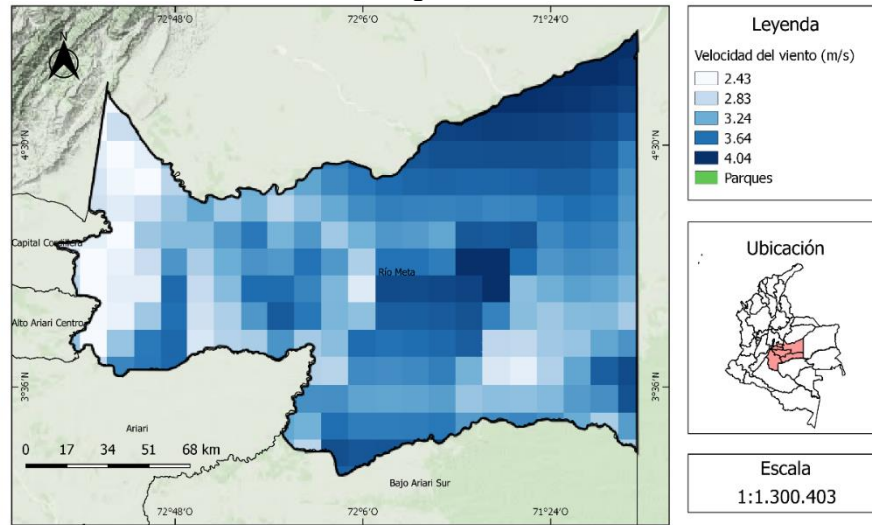 72°48'O 72°6'O 71°24'O
N
4°30'N 4°30'N
Capital Cordillera
Río Meta
Alto Ariari Centro
3°36'N 3°36'N
Ariari
0 17 34 51 68 km
Bajo Ariari Sur
72°48'O 72°6'O 71°24'O
Leyenda
Velocidad del viento (m/s)
2.43
2.83
3.24
3.64
4.04
Parques
Ubicación
Escala
1:1.300.403